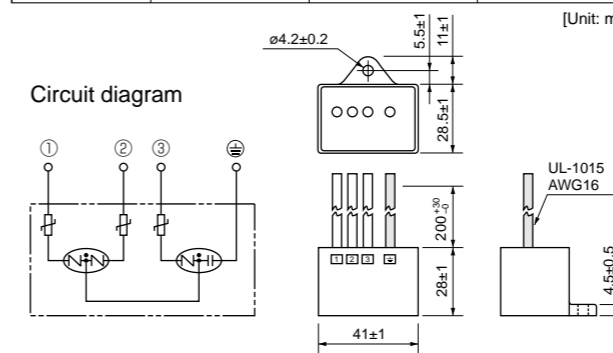 [Unit: m
ø4.2±0.2
5.5±1
11±1
28.5±1
Circuit diagram
① ② ③
UL-1015
AWG16
200+30-0
28±1
4.5±0.5
1 2 3
41±1